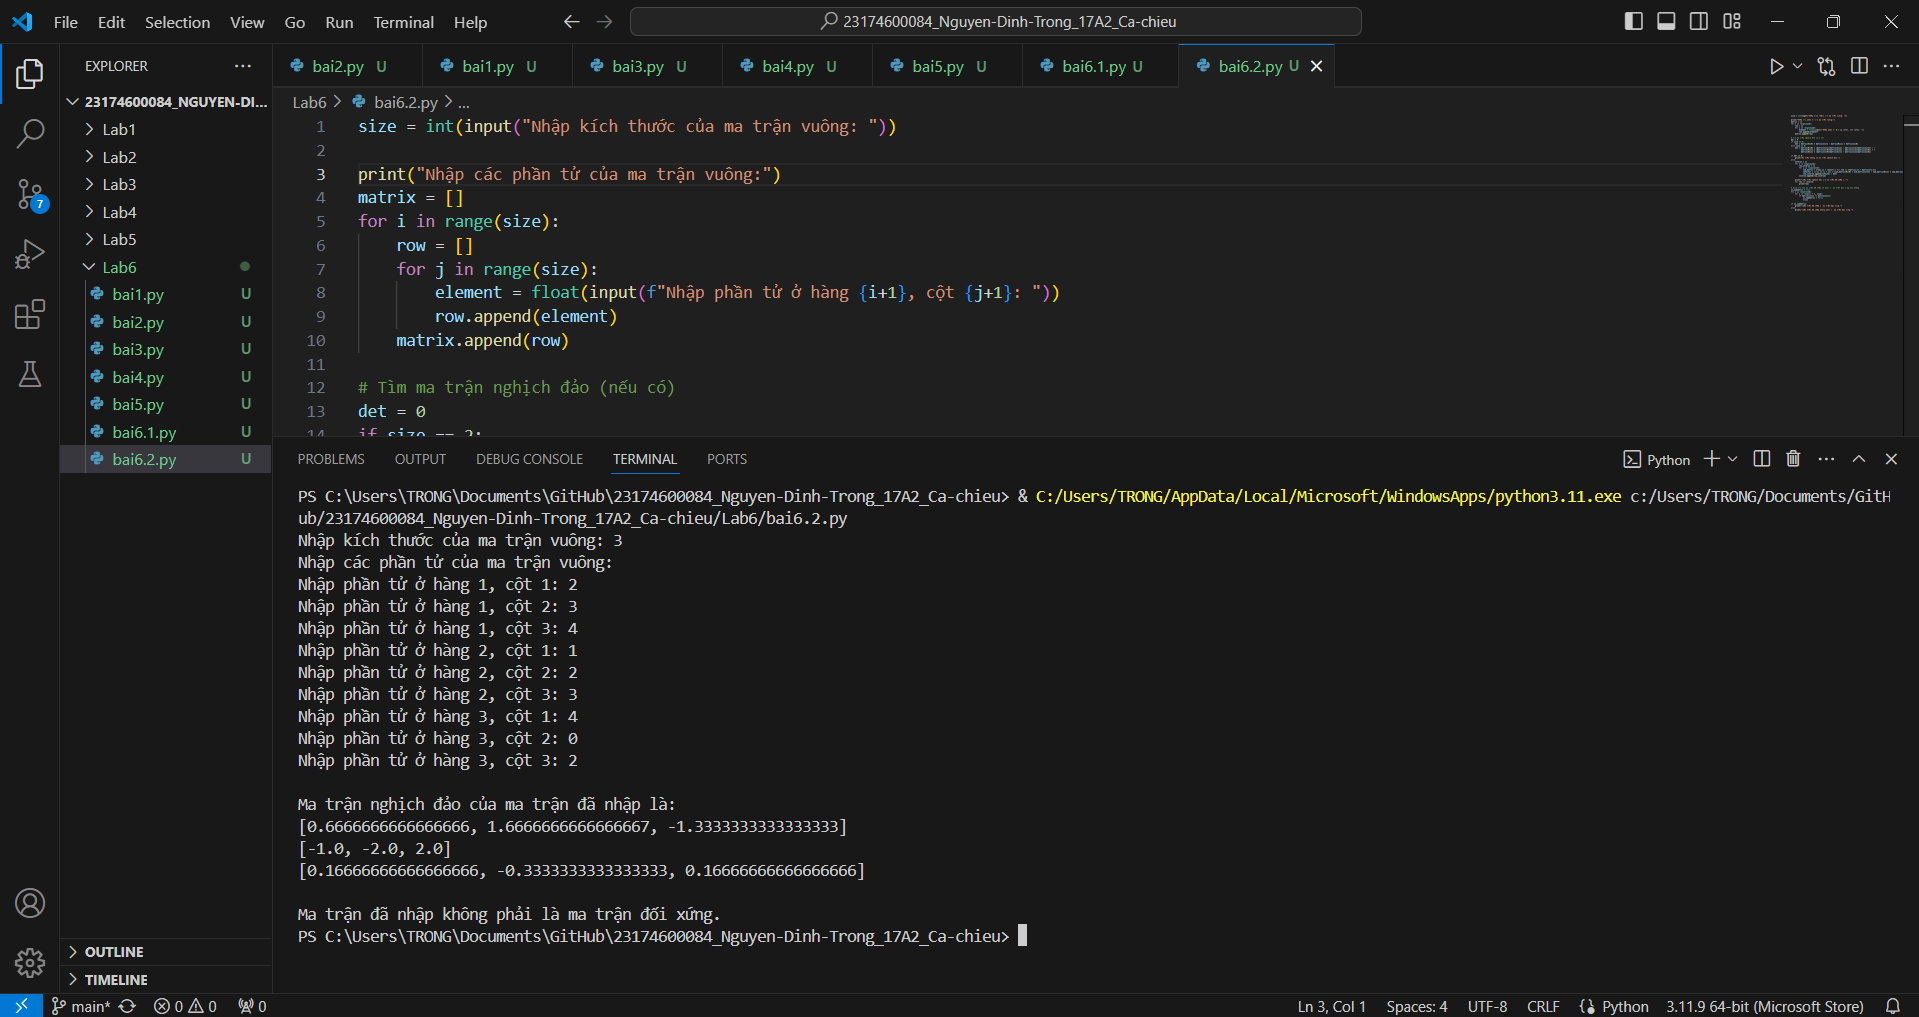 File Edit Selection View Go Run Terminal Help
23174600084_Nguyen-Dinh-Trong_17A2_Ca-chieu
EXPLORER
23174600084_NGUYEN-DI...
Lab1
Lab2
Lab3
Lab4
Lab5
Lab6
bai1.py U
bai2.py U
bai3.py U
bai4.py U
bai5.py U
bai6.1.py U
bai6.2.py U
OUTLINE
TIMELINE
7
bai2.py U bai1.py U bai3.py U bai4.py U bai5.py U bai6.1.py U bai6.2.py U
Lab6 > bai6.2.py > ...
1 size = int(input("Nhập kích thước của ma trận vuông: "))
2
3 print("Nhập các phần tử của ma trận vuông:")
4 matrix = []
5 for i in range(size):
6 row = []
7 for j in range(size):
8 element = float(input(f"Nhập phần tử ở hàng {i+1}, cột {j+1}: "))
9 row.append(element)
10 matrix.append(row)
11
12 # Tìm ma trận nghịch đảo (nếu có)
13 det = 0
14 if size == 2:
PROBLEMS OUTPUT DEBUG CONSOLE TERMINAL PORTS
Python
PS C:\Users\TRONG\Documents\GitHub\23174600084_Nguyen-Dinh-Trong_17A2_Ca-chieu> & C:/Users/TRONG/AppData/Local/Microsoft/WindowsApps/python3.11.exe c:/Users/TRONG/Documents/GitH
ub/23174600084_Nguyen-Dinh-Trong_17A2_Ca-chieu/Lab6/bai6.2.py
Nhập kích thước của ma trận vuông: 3
Nhập các phần tử của ma trận vuông:
Nhập phần tử ở hàng 1, cột 1: 2
Nhập phần tử ở hàng 1, cột 2: 3
Nhập phần tử ở hàng 1, cột 3: 4
Nhập phần tử ở hàng 2, cột 1: 1
Nhập phần tử ở hàng 2, cột 2: 2
Nhập phần tử ở hàng 2, cột 3: 3
Nhập phần tử ở hàng 3, cột 1: 4
Nhập phần tử ở hàng 3, cột 2: 0
Nhập phần tử ở hàng 3, cột 3: 2
Ma trận nghịch đảo của ma trận đã nhập là:
[0.6666666666666666, 1.6666666666666667, -1.3333333333333333]
[-1.0, -2.0, 2.0]
[0.16666666666666666, -0.3333333333333333, 0.16666666666666666]
Ma trận đã nhập không phải là ma trận đối xứng.
PS C:\Users\TRONG\Documents\GitHub\23174600084_Nguyen-Dinh-Trong_17A2_Ca-chieu>
main* 0 0 0 Ln 3, Col 1 Spaces: 4 UTF-8 CRLF Python 3.11.9 64-bit (Microsoft Store)